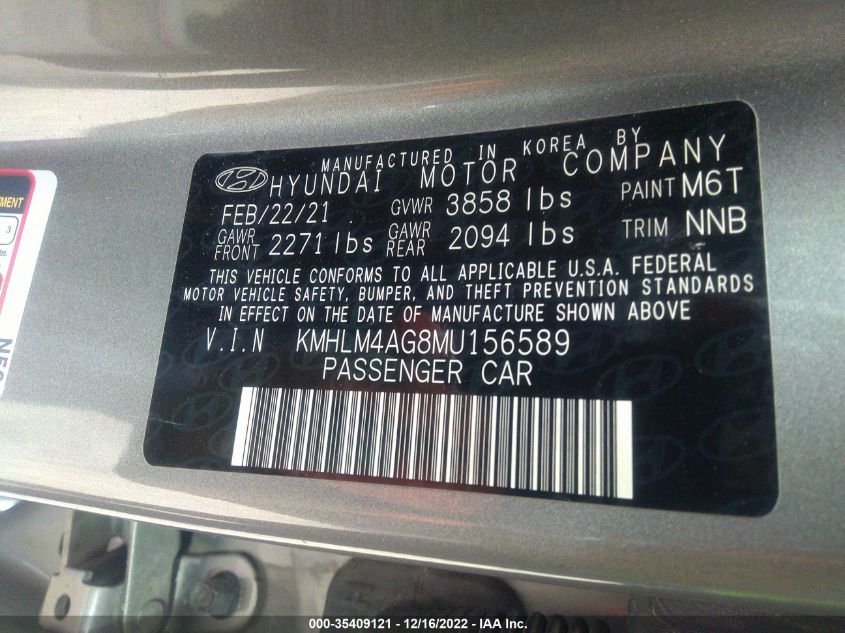 MANUFACTURED IN KOREA BY
HYUNDAI MOTOR COMPANY
FEB/22/21 GVWR 3858 lbs PAINT M6T
GAWR FRONT 2271 lbs GAWR REAR 2094 lbs TRIM NNB
THIS VEHICLE CONFORMS TO ALL APPLICABLE U.S.A. FEDERAL
MOTOR VEHICLE SAFETY, BUMPER, AND THEFT PREVENTION STANDARDS
IN EFFECT ON THE DATE OF MANUFACTURE SHOWN ABOVE
V.I.N KMHLM4AG8MU156589
PASSENGER CAR
3
000-35409121 - 12/16/2022 - IAA Inc.